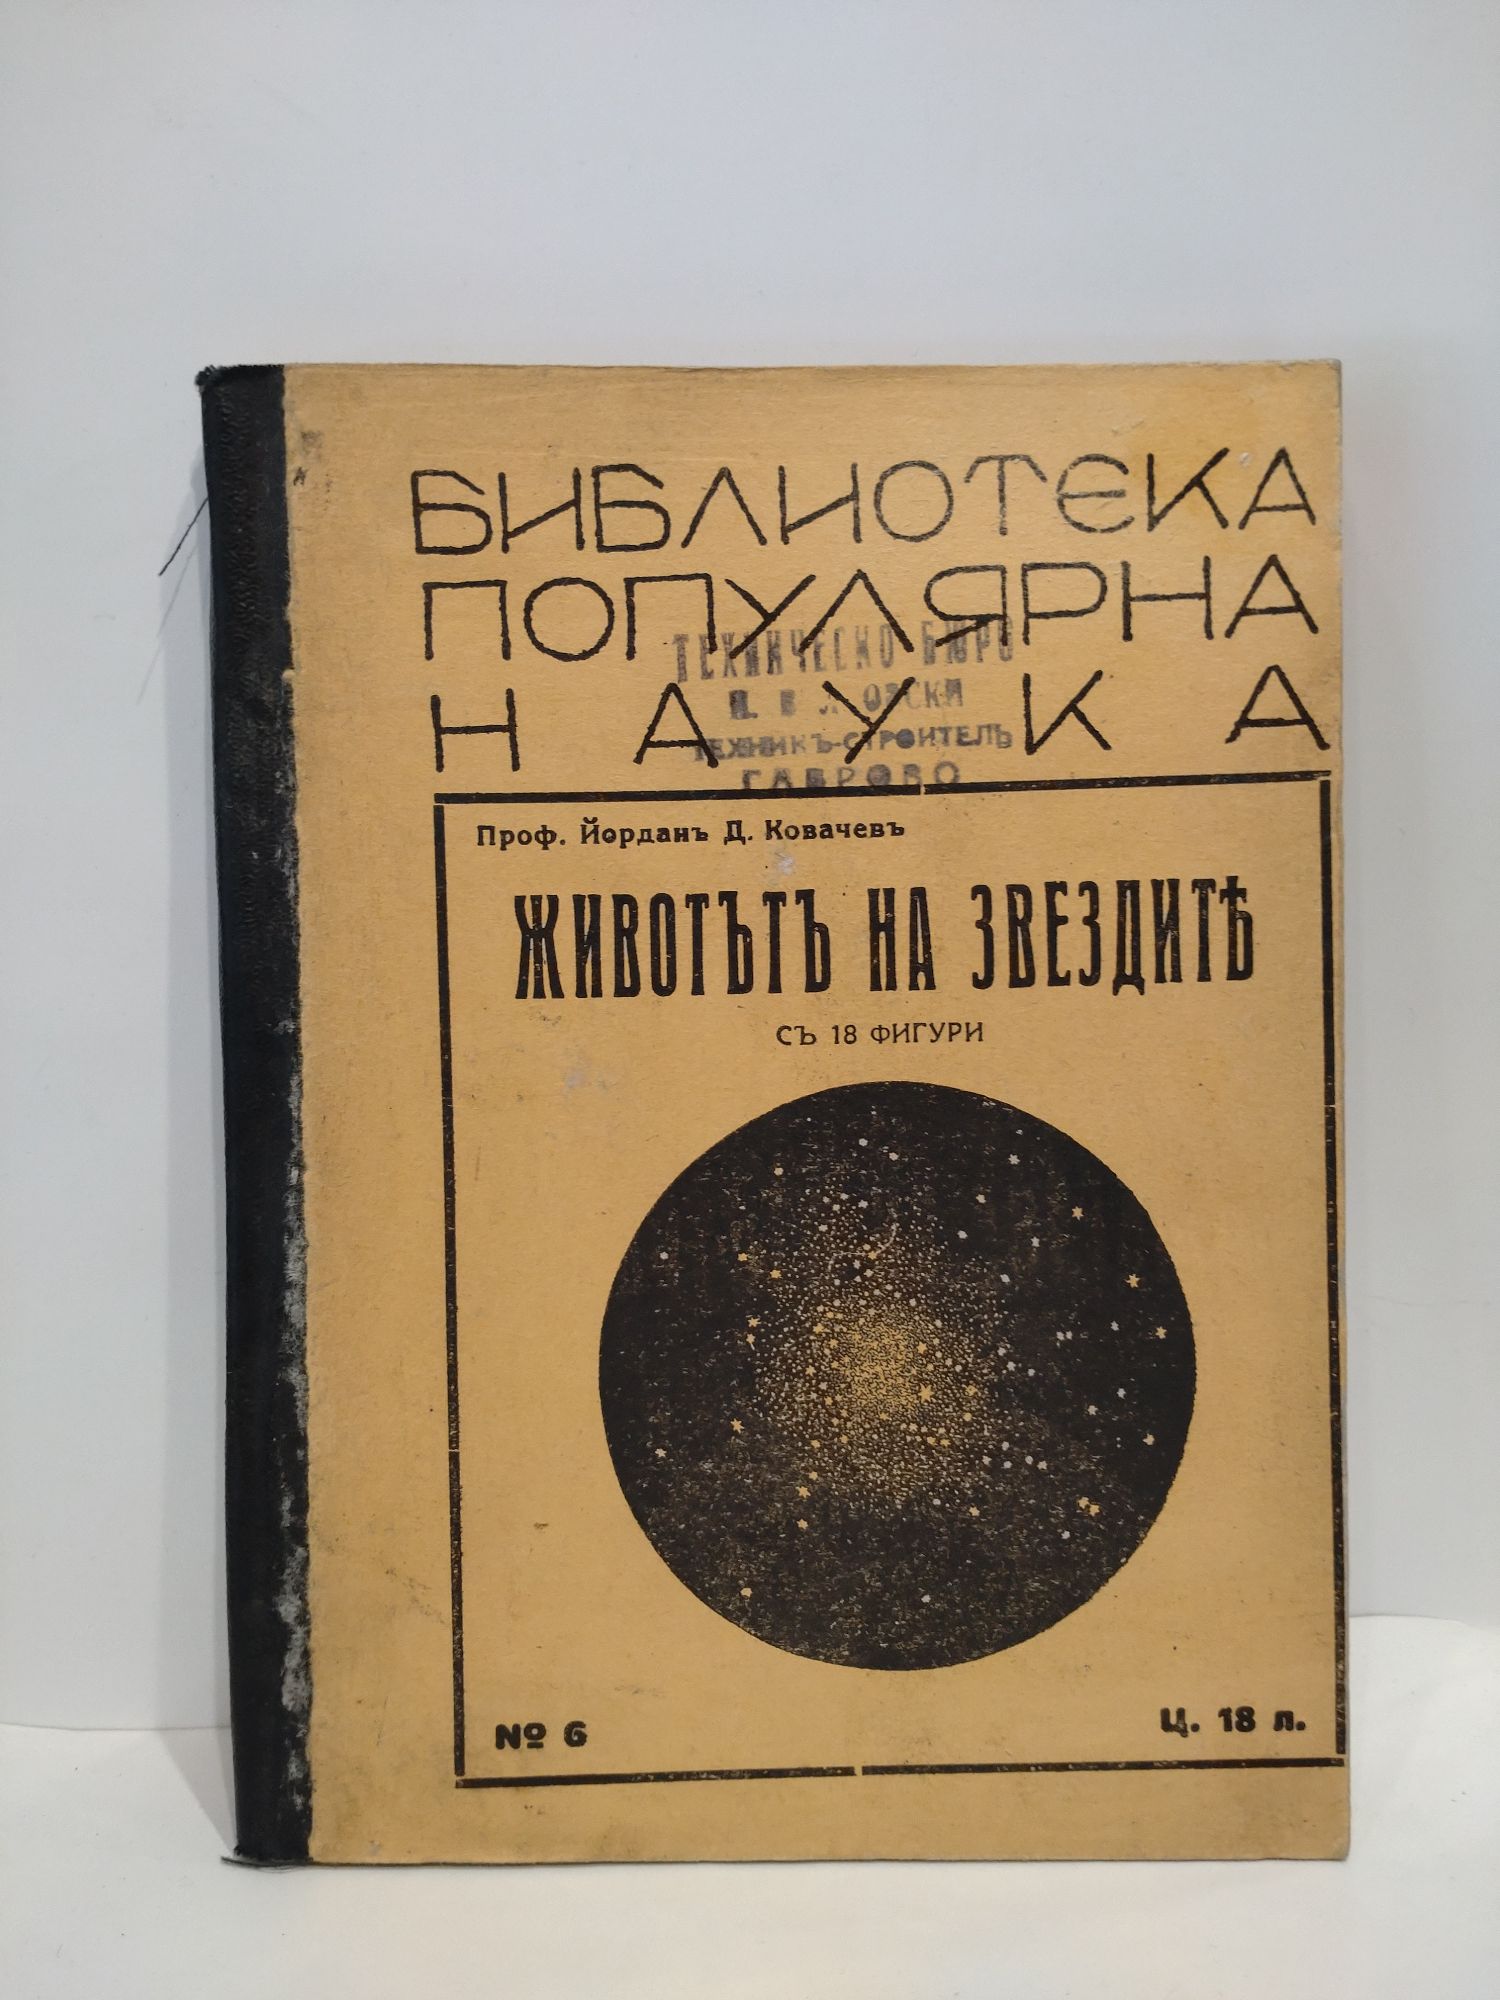 БИБЛИОТЕКА
ПОПУЛЯРНА
НАУКА
ТЕХНИЧЕСКО БЮРО
ТЕХНИКЪ-СТРОИТЕЛЬ
ГАБРОВО
Проф. Йорданъ Д. Ковачевъ
ЖИВОТЪТЪ НА ЗВЕЗДИТѢ
СЪ 18 ФИГУРИ
№ 6
Ц. 18 л.